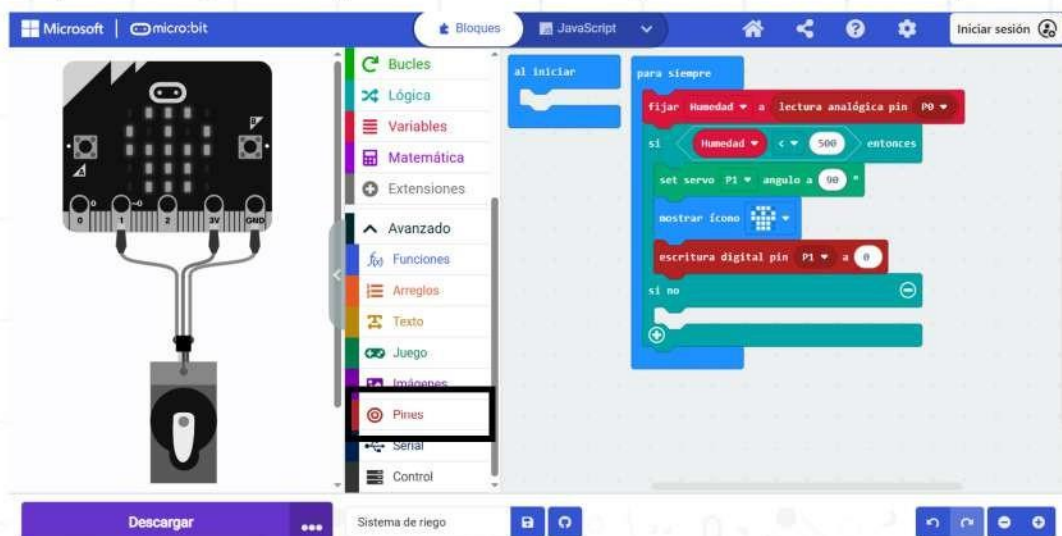 Microsoft micro:bit Bloques JavaScript Iniciar sesión
A
B
0 1 2 3V GND
Bucles
Lógica
Variables
Matemática
Extensiones
Avanzado
Funciones
Arreglos
Texto
Juego
Imágenes
Pines
Serial
Control
al iniciar
para siempre
fijar Humedad a lectura analógica pin P0
si Humedad < 500 entonces
set servo P1 angulo a 90 °
mostrar ícono
escritura digital pin P1 a 0
si no
Descargar
Sistema de riego